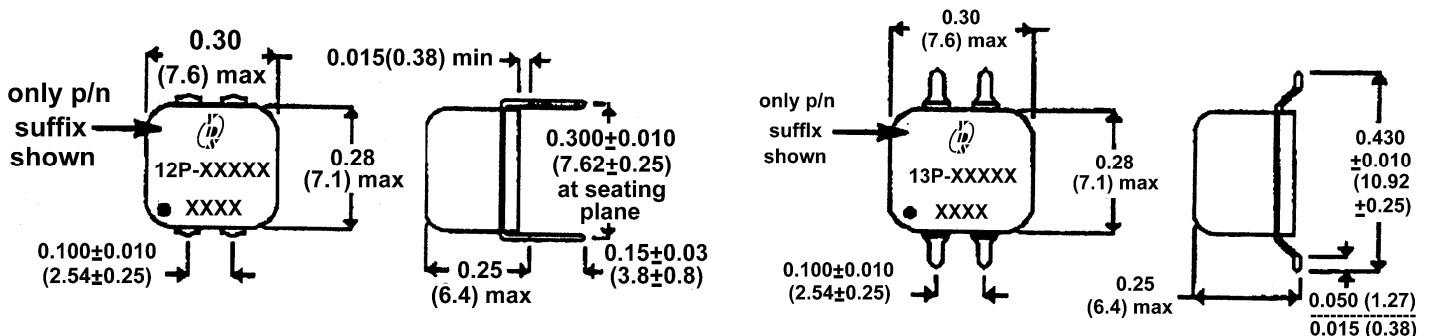 0.30
(7.6) max
only p/n
suffix
shown
12P-XXXXX
XXXX
0.28
(7.1) max
0.100±0.010
(2.54±0.25)
0.015(0.38) min
0.300±0.010
(7.62±0.25)
at seating
plane
0.25
(6.4) max
0.15±0.03
(3.8±0.8)
0.30
(7.6) max
only p/n
suffix
shown
13P-XXXXX
XXXX
0.28
(7.1) max
0.100±0.010
(2.54±0.25)
0.430
±0.010
(10.92
±0.25)
0.25
(6.4) max
0.050 (1.27)
0.015 (0.38)